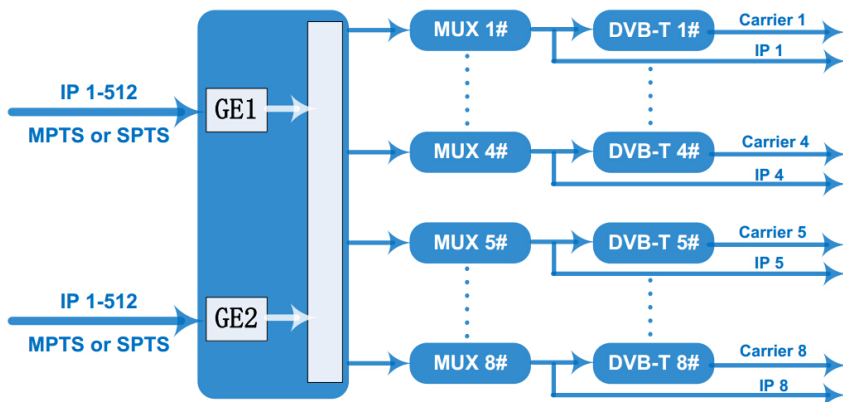 MUX 1#
DVB-T 1#
Carrier 1
IP 1
IP 1-512
GE1
MPTS or SPTS
MUX 4#
DVB-T 4#
Carrier 4
IP 4
MUX 5#
DVB-T 5#
Carrier 5
IP 5
IP 1-512
GE2
MPTS or SPTS
MUX 8#
DVB-T 8#
Carrier 8
IP 8